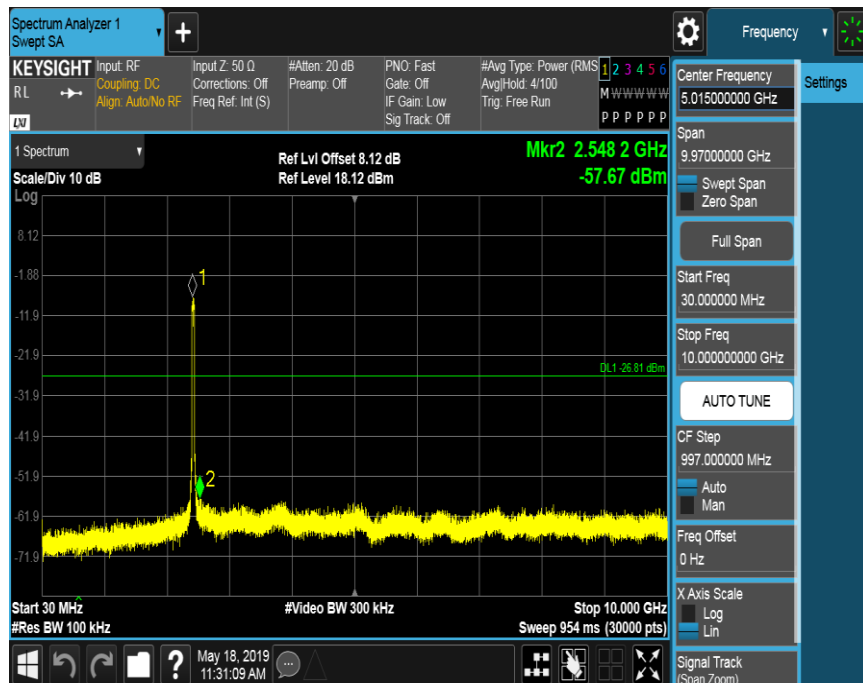 Spectrum Analyzer 1
Swept SA
+
Frequency
KEYSIGHT
RL
LXI
Input: RF
Coupling: DC
Align: Auto/No RF
Input Z: 50 Ω
Corrections: Off
Freq Ref: Int (S)
#Atten: 20 dB
Preamp: Off
PNO: Fast
Gate: Off
IF Gain: Low
Sig Track: Off
#Avg Type: Power (RMS
Avg|Hold: 4/100
Trig: Free Run
1 2 3 4 5 6
M W W W W W
P P P P P P
Center Frequency
5.015000000 GHz
Settings
Span
9.97000000 GHz
Swept Span
Zero Span
Full Span
Start Freq
30.000000 MHz
Stop Freq
10.000000000 GHz
AUTO TUNE
CF Step
997.000000 MHz
Auto
Man
Freq Offset
0 Hz
X Axis Scale
Log
Lin
Signal Track
(Span Zoom)
1 Spectrum
Scale/Div 10 dB
Ref Lvl Offset 8.12 dB
Ref Level 18.12 dBm
Mkr2 2.548 2 GHz
-57.67 dBm
Log
8.12
-1.88
-11.9
-21.9
-31.9
-41.9
-51.9
-61.9
-71.9
1
DL1 -26.81 dBm
2
Start 30 MHz
#Res BW 100 kHz
#Video BW 300 kHz
Stop 10.000 GHz
Sweep 954 ms (30000 pts)
?
May 18, 2019
11:31:09 AM